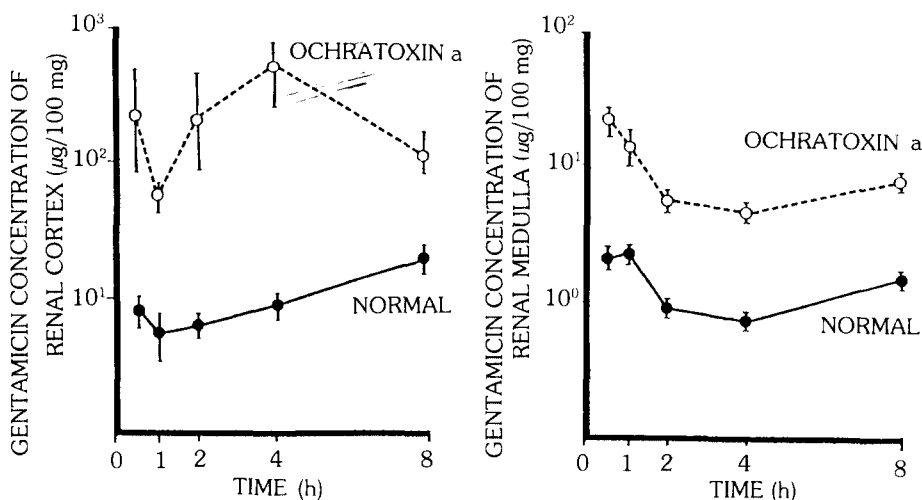 GENTAMICIN CONCENTRATION OF
RENAL CORTEX (µg/100 mg)
10³
10²
10¹
OCHRATOXIN a
NORMAL
0
1
2
4
8
TIME (h)
GENTAMICIN CONCENTRATION OF
RENAL MEDULLA (ug/100 mg)
10²
10¹
10⁰
OCHRATOXIN a
NORMAL
0
1
2
4
8
TIME (h)